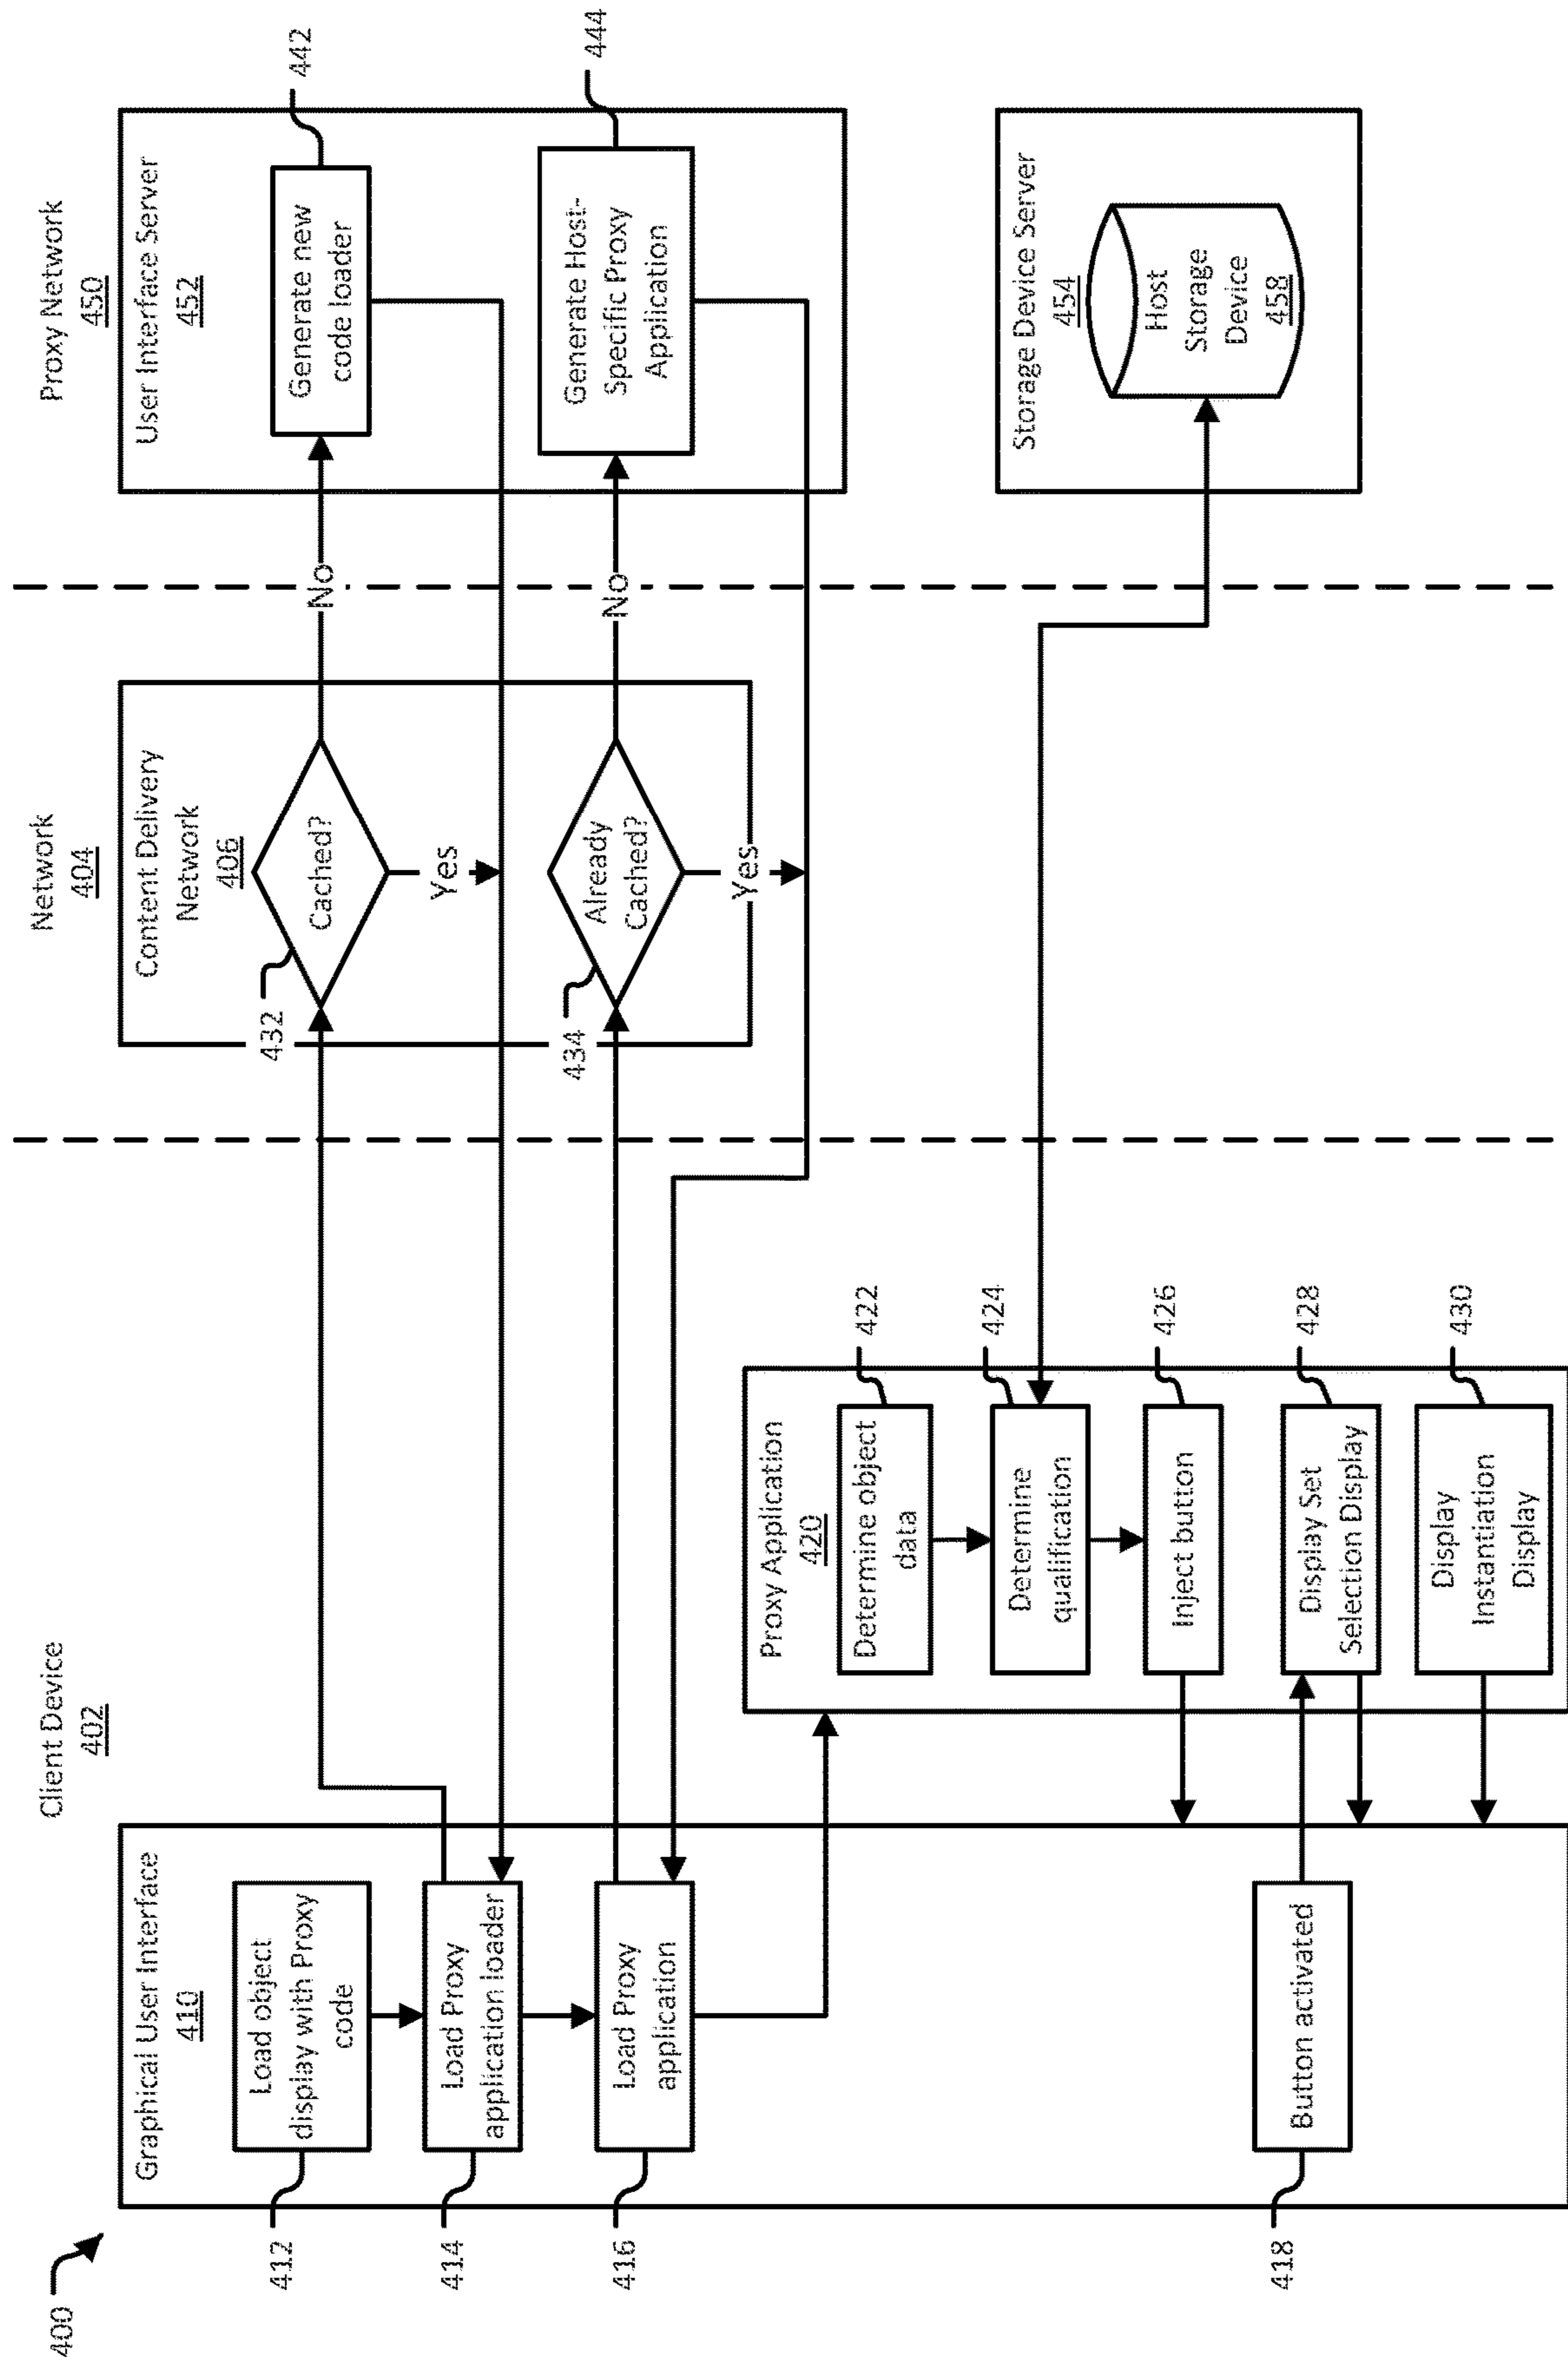 400
Client Device
402
Network
404
Proxy Network
450
Graphical User Interface
410
412
Load object
display with Proxy
code
414
Load Proxy
application loader
416
Load Proxy
application
418
Button activated
Proxy Application
420
Determine object
data
422
Determine
qualification
424
Inject button
426
Display Set
Selection Display
428
Display
Instantiation
Display
430
Content Delivery
Network
406
432
Cached?
Yes
No
434
Already
Cached?
Yes
No
User Interface Server
452
Generate new
code loader
442
Generate Host-
Specific Proxy
Application
444
Storage Device Server
454
Host
Storage
Device
458